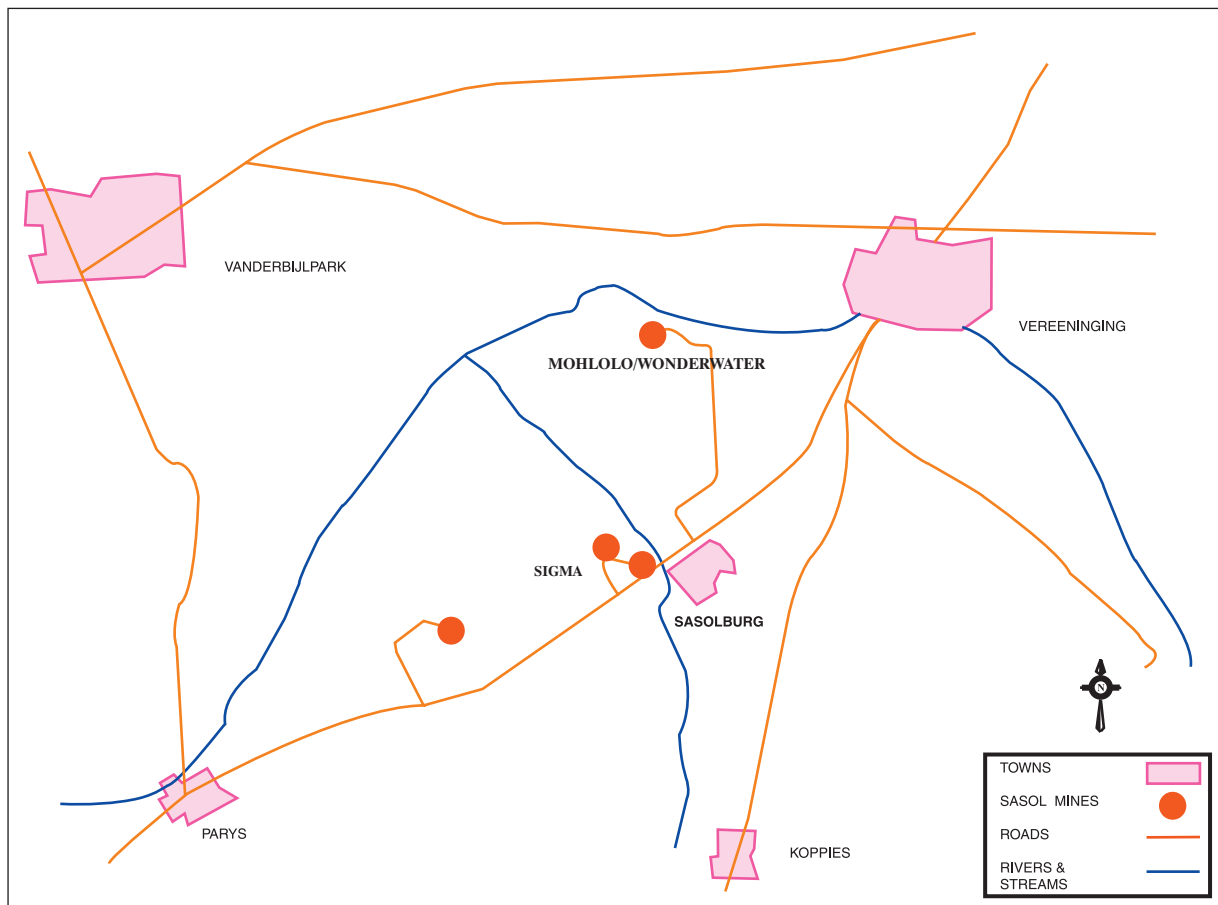 VANDERBIJLPARK
VEREENINGING
MOHLOLO/WONDERWATER
SIGMA
SASOLBURG
N
PARYS
KOPPIES
TOWNS
SASOL MINES
ROADS
RIVERS &
STREAMS